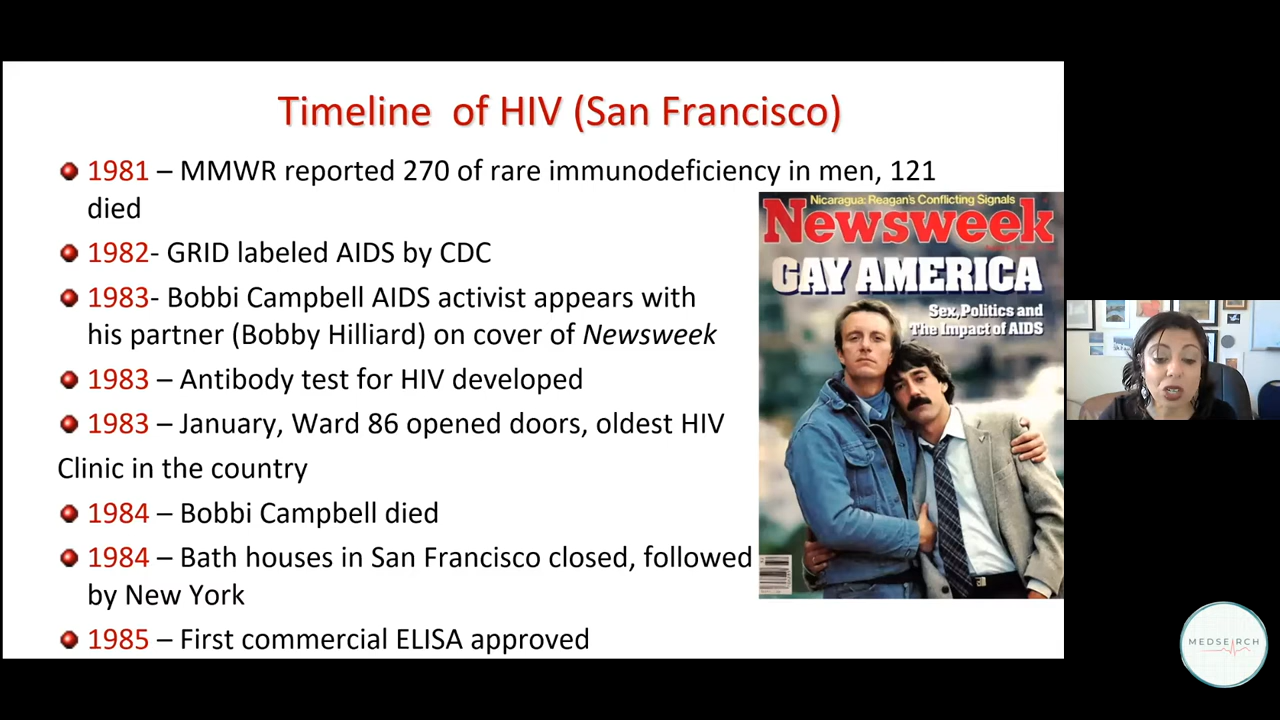 Timeline of HIV (San Francisco)
1981 – MMWR reported 270 of rare immunodeficiency in men, 121
died
1982- GRID labeled AIDS by CDC
1983- Bobbi Campbell AIDS activist appears with
his partner (Bobby Hilliard) on cover of Newsweek
1983 – Antibody test for HIV developed
1983 – January, Ward 86 opened doors, oldest HIV
Clinic in the country
1984 – Bobbi Campbell died
1984 – Bath houses in San Francisco closed, followed
by New York
1985 – First commercial ELISA approved
Nicaragua: Reagan's Conflicting Signals
Newsweek
GAY AMERICA
Sex, Politics and
The Impact of AIDS
MEDSEARCH